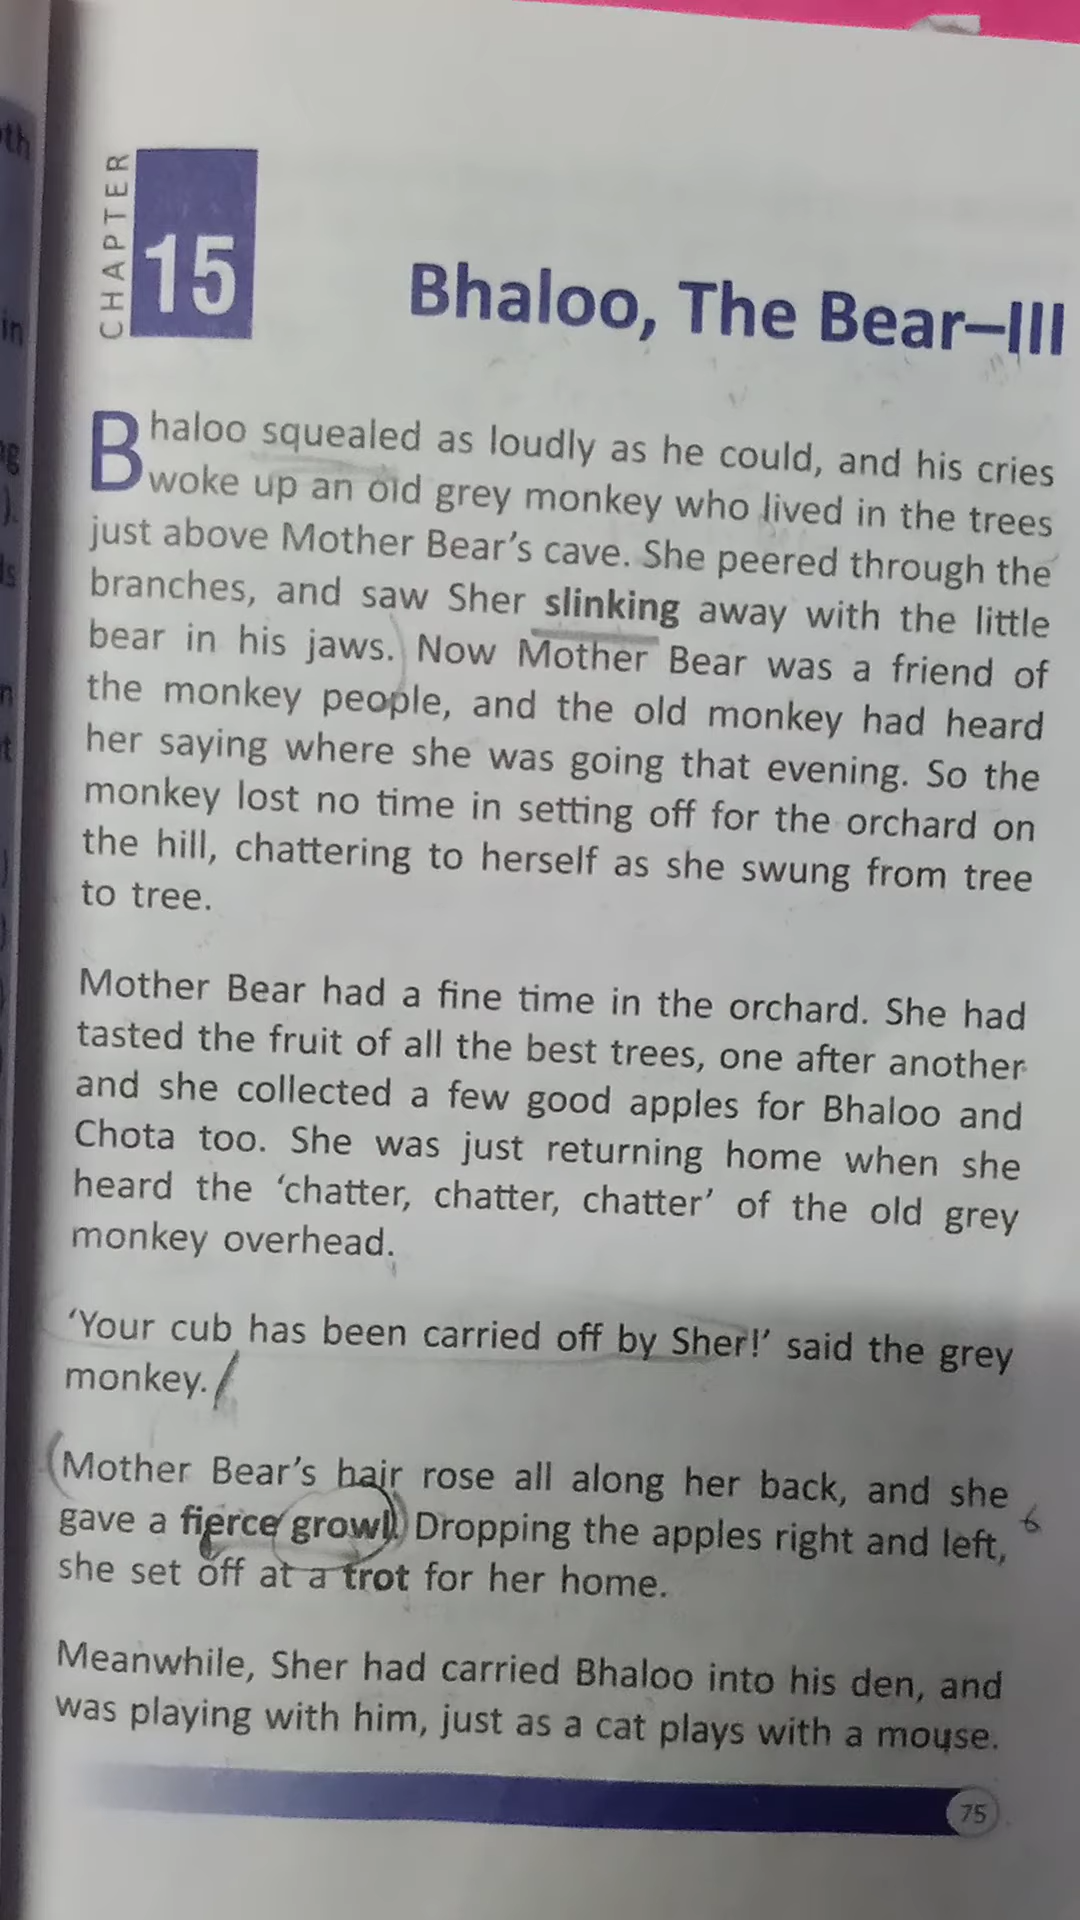 CHAPTER
15
Bhaloo, The Bear–III
Bhaloo squealed as loudly as he could, and his cries
woke up an old grey monkey who lived in the trees
just above Mother Bear's cave. She peered through the
branches, and saw Sher slinking away with the little
bear in his jaws. Now Mother Bear was a friend of
the monkey people, and the old monkey had heard
her saying where she was going that evening. So the
monkey lost no time in setting off for the orchard on
the hill, chattering to herself as she swung from tree
to tree.
Mother Bear had a fine time in the orchard. She had
tasted the fruit of all the best trees, one after another
and she collected a few good apples for Bhaloo and
Chota too. She was just returning home when she
heard the 'chatter, chatter, chatter' of the old grey
monkey overhead.
'Your cub has been carried off by Sher!' said the grey
monkey.
Mother Bear's hair rose all along her back, and she
gave a fierce growl. Dropping the apples right and left,
she set off at a trot for her home.
Meanwhile, Sher had carried Bhaloo into his den, and
was playing with him, just as a cat plays with a mouse.
75